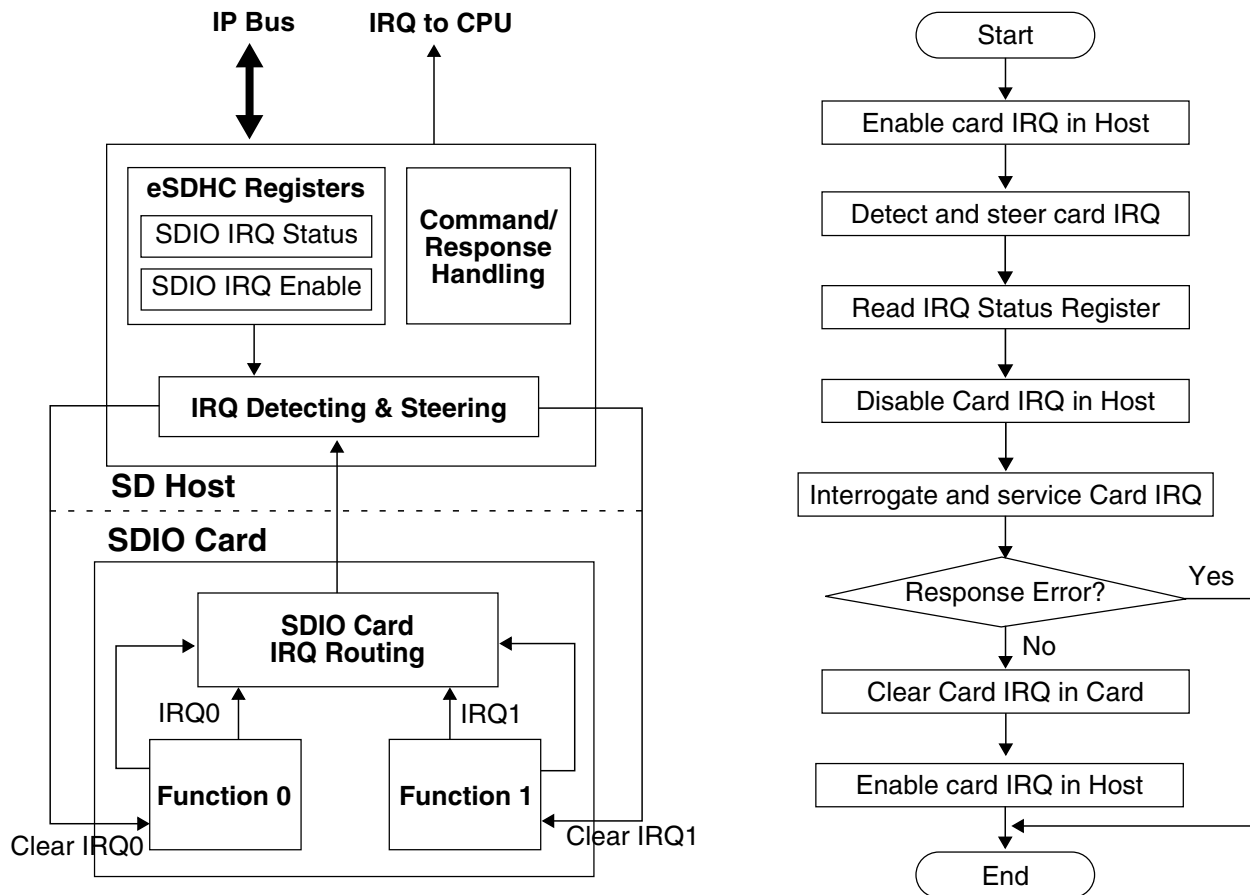 IP Bus
IRQ to CPU
eSDHC Registers
SDIO IRQ Status
SDIO IRQ Enable
Command/
Response
Handling
IRQ Detecting & Steering
SD Host
SDIO Card
SDIO Card
IRQ Routing
IRQ0
IRQ1
Function 0
Function 1
Clear IRQ0
Clear IRQ1
Start
Enable card IRQ in Host
Detect and steer card IRQ
Read IRQ Status Register
Disable Card IRQ in Host
Interrogate and service Card IRQ
Response Error?
Yes
No
Clear Card IRQ in Card
Enable card IRQ in Host
End